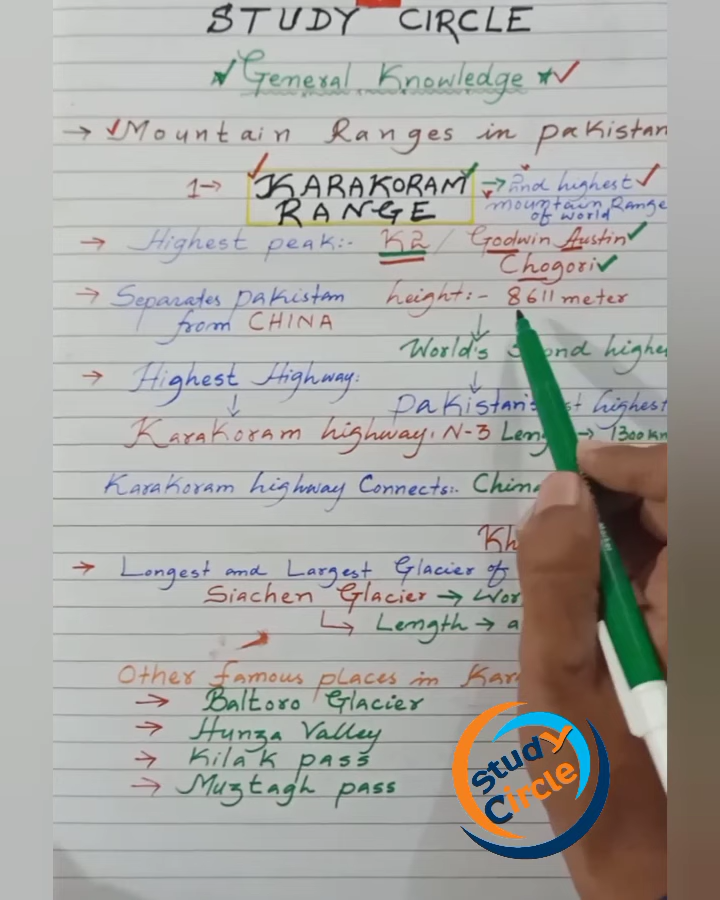 STUDY CIRCLE
General Knowledge
→ Mountain Ranges in pakistan
1→ KARAKORAM RANGE → 2nd highest mountain Range of world
→ Highest peak:- K2 / Godwin Austin
Chogori
→ Separates pakistan from CHINA
height:- 8611 meter
World's
→ Highest Highway:
pakistan's highest
Karakoram highway, N-3 → 1300km
Karakoram highway Connects:.
→ Longest and Largest Glacier of
Siachen Glacier →
Length →
Other famous places in
→ Baltoro Glacier
→ Hunza Valley
→ Kilak pass
→ Muztagh pass
Study Circle